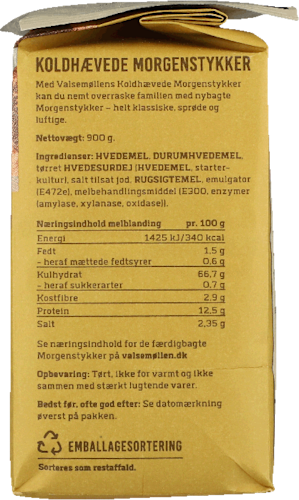 KOLDHÆVEDE MORGENSTYKKER
Med Valsemøllens Koldhævede Morgenstykker
kan du nemt overraske familien med nybagte
Morgenstykker – helt klassiske, sprøde og
luftige.
Nettovægt: 900 g.
Ingredienser: HVEDEMEL, DURUMHVEDEMEL,
tørret HVEDESURDEJ (HVEDEMEL, starter-
kultur), salt tilsat jod, RUGSIGTEMEL, emulgator
(E472e), melbehandlingsmiddel (E300, enzymer
(amylase, xylanase, oxidase)).
Næringsindhold melblanding pr. 100 g
Energi 1425 kJ/340 kcal
Fedt 1,5 g
– heraf mættede fedtsyrer 0,6 g
Kulhydrat 66,7 g
– heraf sukkerarter 0,7 g
Kostfibre 2,9 g
Protein 12,5 g
Salt 2,35 g
Se næringsindhold for de færdigbagte
Morgenstykker på valsemøllen.dk
Opbevaring: Tørt, ikke for varmt og ikke
sammen med stærkt lugtende varer.
Bedst før, ofte god efter: Se datomærkning
øverst på pakken.
EMBALLAGESORTERING
Sorteres som restaffald.